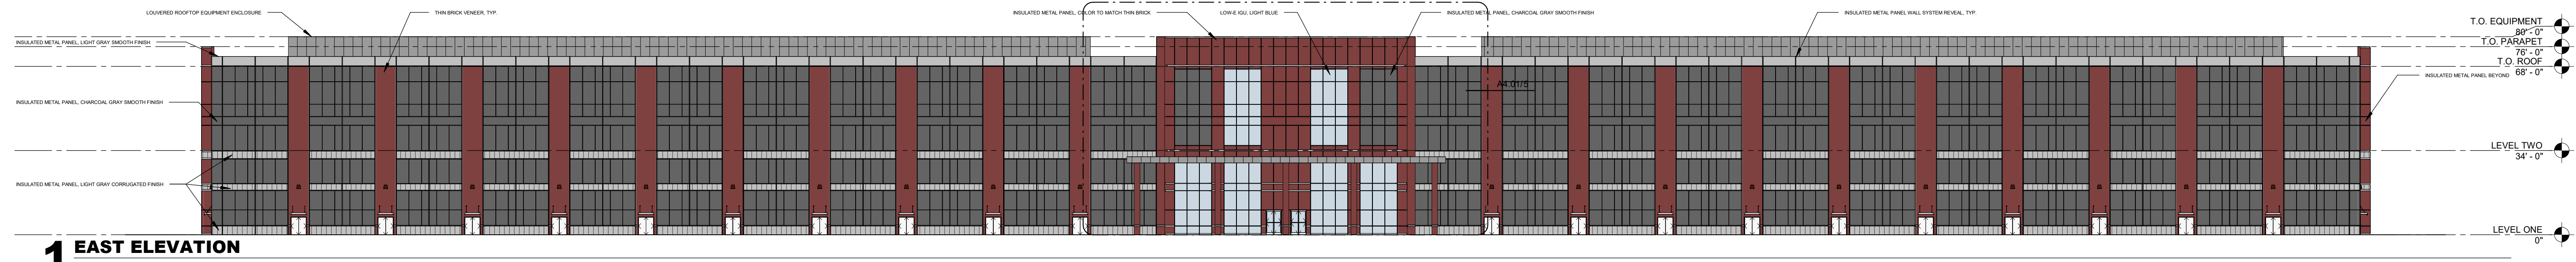 LOUVERED ROOFTOP EQUIPMENT ENCLOSURE
THIN BRICK VENEER, TYP.
INSULATED METAL PANEL, COLOR TO MATCH THIN BRICK
LOW-E IGU, LIGHT BLUE
INSULATED METAL PANEL, CHARCOAL GRAY SMOOTH FINISH
INSULATED METAL PANEL WALL SYSTEM REVEAL, TYP.
T.O. EQUIPMENT
80' - 0"
INSULATED METAL PANEL, LIGHT GRAY SMOOTH FINISH
T.O. PARAPET
76' - 0"
T.O. ROOF
68' - 0"
INSULATED METAL PANEL BEYOND
A4.01/5
INSULATED METAL PANEL, CHARCOAL GRAY SMOOTH FINISH
LEVEL TWO
34' - 0"
INSULATED METAL PANEL, LIGHT GRAY CORRUGATED FINISH
LEVEL ONE
0"
1 EAST ELEVATION